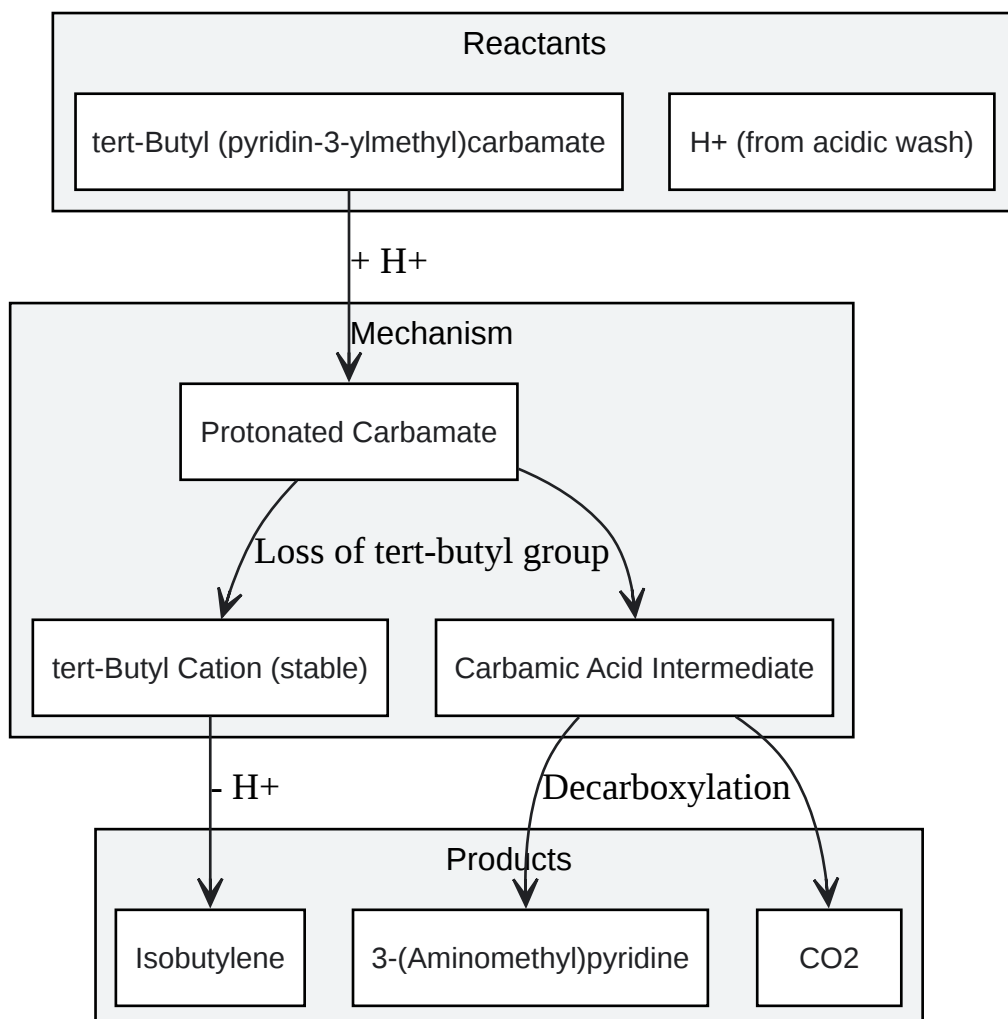 Reactants
tert-Butyl (pyridin-3-ylmethyl)carbamate
H+ (from acidic wash)
+ H+
Mechanism
Protonated Carbamate
Loss of tert-butyl group
tert-Butyl Cation (stable)
Carbamic Acid Intermediate
- H+
Decarboxylation
Products
Isobutylene
3-(Aminomethyl)pyridine
CO2